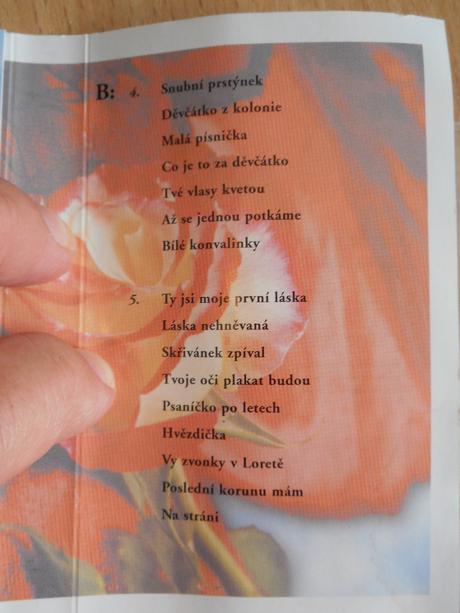 B: 4. Snubní prstýnek
Děvčátko z kolonie
Malá písnička
Co je to za děvčátko
Tvé vlasy kvetou
Až se jednou potkáme
Bílé konvalinky
5. Ty jsi moje první láska
Láska nehněvaná
Skřivánek zpíval
Tvoje oči plakat budou
Psaníčko po letech
Hvězdička
Vy zvonky v Loretě
Poslední korunu mám
Na stráni